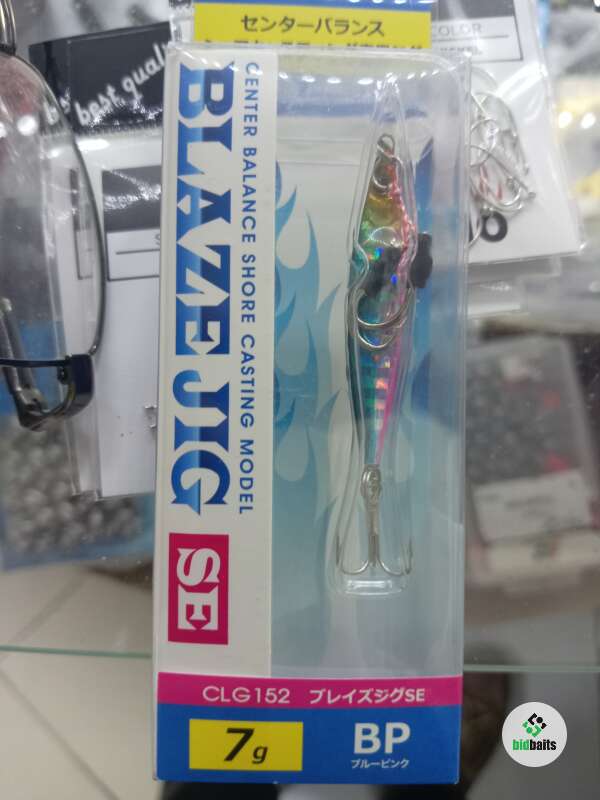 センターバランス
best quality
COLOR
CENTER BALANCE SHORE CASTING MODEL
BLAZE JIG
SE
CLG152 ブレイズジグSE
7g
BP
ブルーピンク
bidbaits